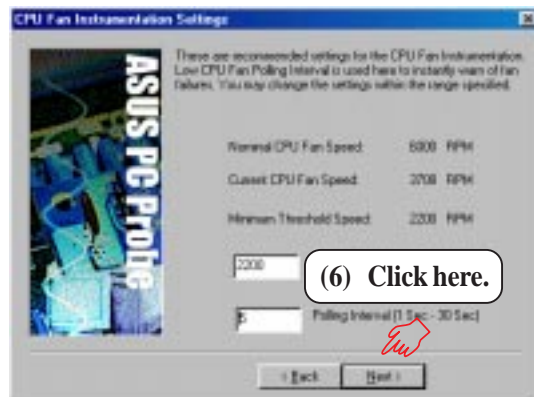 CPU Fan Instrumentation Settings
ASUS PC Probe
These are recommended settings for the CPU Fan Instrumentation.
Low CPU Fan Polling Interval is used here to instantly warn of fan
failures. You may change the settings within the range specified.
Nominal CPU Fan Speed: 6000 RPM
Current CPU Fan Speed: RPM
Minimum Threshold Speed: 2200 RPM
2200
(6) Click here.
5 Polling Interval (1 Sec - 30 Sec)
< Back Next >